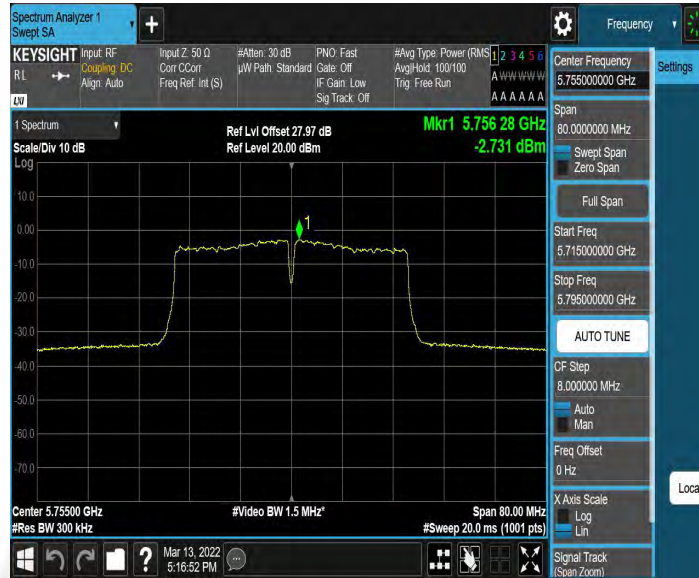 Spectrum Analyzer 1
Swept SA
+
Frequency
KEYSIGHT
RL
LXI
Input: RF
Coupling: DC
Align: Auto
Input Z: 50 Ω
Corr CCorr
Freq Ref: Int (S)
#Atten: 30 dB
µW Path: Standard
PNO: Fast
Gate: Off
IF Gain: Low
Sig Track: Off
#Avg Type: Power (RMS
Avg|Hold: 100/100
Trig: Free Run
1 2 3 4 5 6
A W W W W W
A A A A A A
1 Spectrum
Scale/Div 10 dB
Ref Lvl Offset 27.97 dB
Ref Level 20.00 dBm
Mkr1 5.756 28 GHz
-2.731 dBm
Log
10.0
0.00
-10.0
-20.0
-30.0
-40.0
-50.0
-60.0
-70.0
1
Center 5.75500 GHz
#Res BW 300 kHz
#Video BW 1.5 MHz*
Span 80.00 MHz
#Sweep 20.0 ms (1001 pts)
Mar 13, 2022
5:16:52 PM
?
Center Frequency
5.755000000 GHz
Settings
Span
80.0000000 MHz
Swept Span
Zero Span
Full Span
Start Freq
5.715000000 GHz
Stop Freq
5.795000000 GHz
AUTO TUNE
CF Step
8.000000 MHz
Auto
Man
Freq Offset
0 Hz
X Axis Scale
Log
Lin
Loca
Signal Track
(Span Zoom)